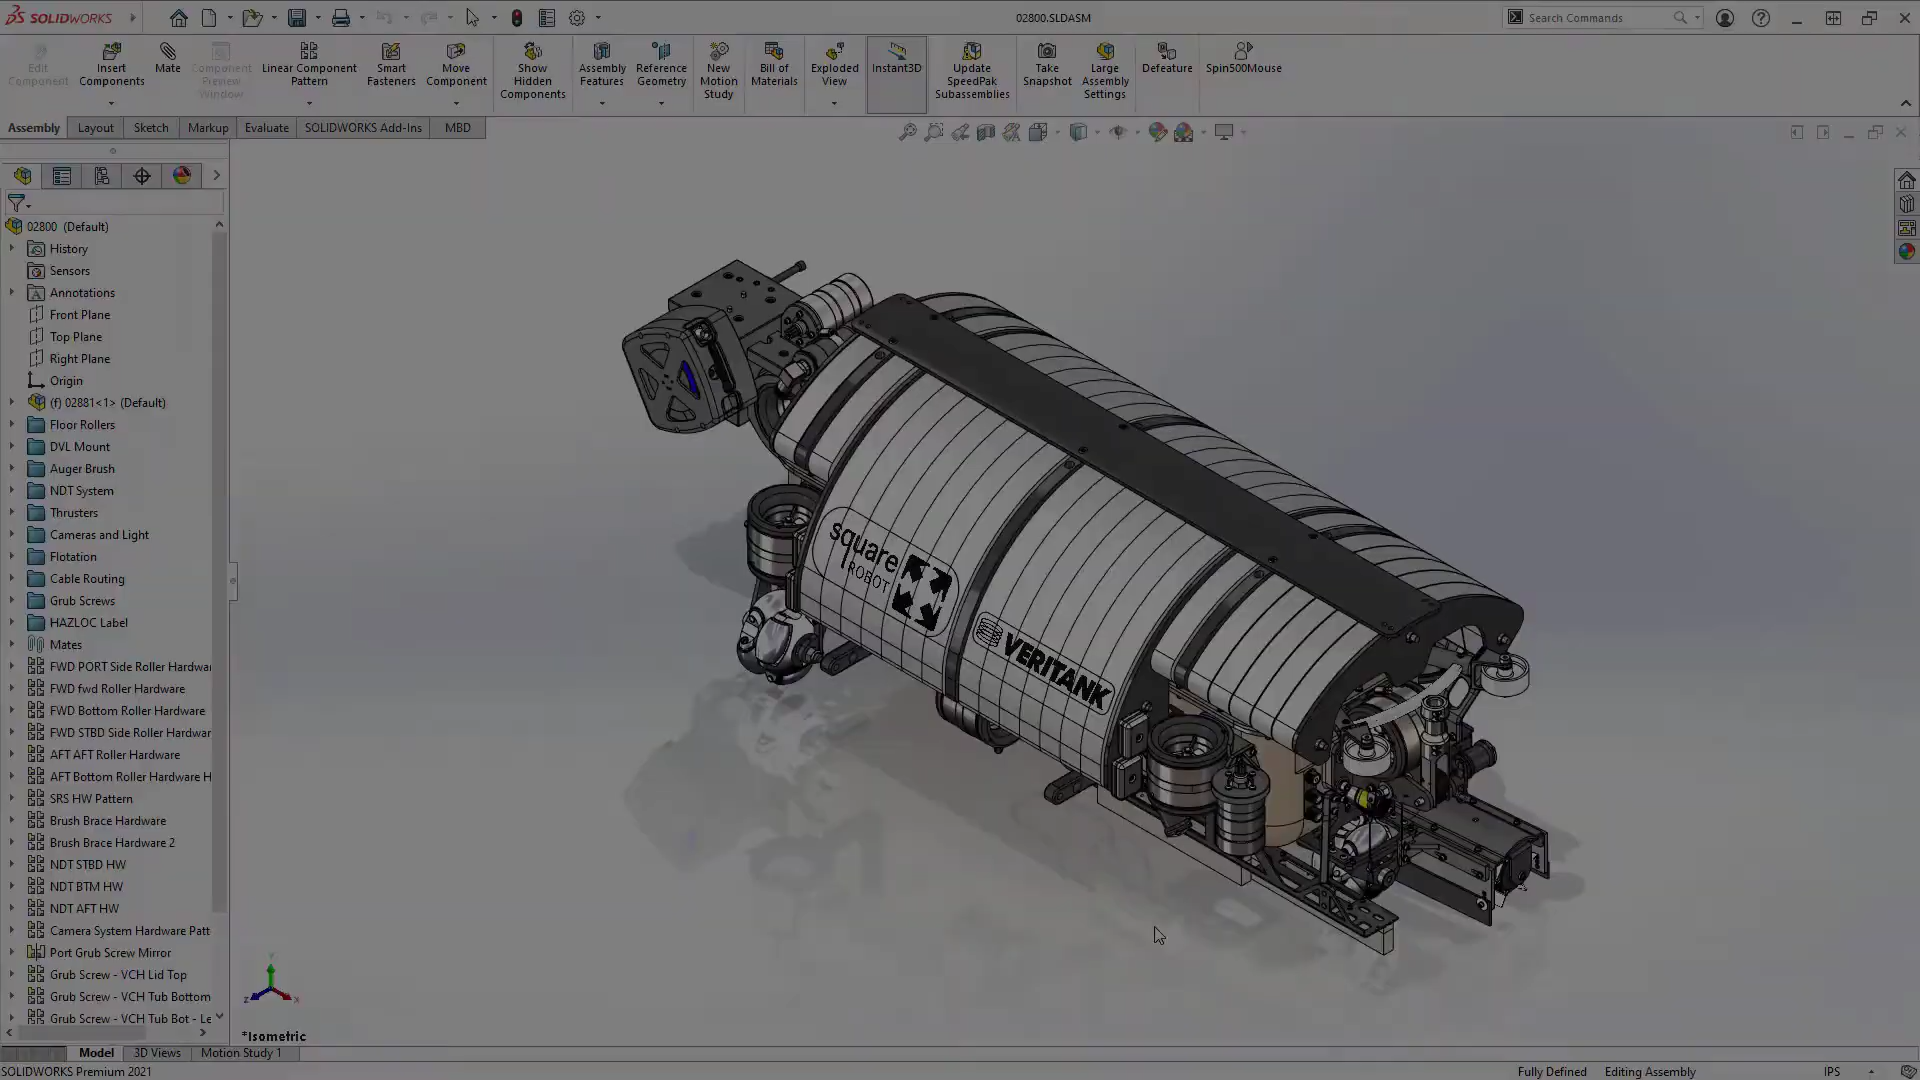 SOLIDWORKS
02800.SLDASM
Search Commands
Edit Component
Insert Components
Mate
Component Preview Window
Linear Component Pattern
Smart Fasteners
Move Component
Show Hidden Components
Assembly Features
Reference Geometry
New Motion Study
Bill of Materials
Exploded View
Instant3D
Update SpeedPak Subassemblies
Take Snapshot
Large Assembly Settings
Defeature
Spin500Mouse
Assembly
Layout
Sketch
Markup
Evaluate
SOLIDWORKS Add-Ins
MBD
02800 (Default)
History
Sensors
Annotations
Front Plane
Top Plane
Right Plane
Origin
(f) 02881<1> (Default)
Floor Rollers
DVL Mount
Auger Brush
NDT System
Thrusters
Cameras and Light
Flotation
Cable Routing
Grub Screws
HAZLOC Label
Mates
FWD PORT Side Roller Hardwar
FWD fwd Roller Hardware
FWD Bottom Roller Hardware
FWD STBD Side Roller Hardwar
AFT AFT Roller Hardware
AFT Bottom Roller Hardware H
SRS HW Pattern
Brush Brace Hardware
Brush Brace Hardware 2
NDT STBD HW
NDT BTM HW
NDT AFT HW
Camera System Hardware Patt
Port Grub Screw Mirror
Grub Screw - VCH Lid Top
Grub Screw - VCH Tub Bottom
Grub Screw - VCH Tub Bot - Le
square
ROBOT
VERITANK
Y
Z
X
*Isometric
Model
3D Views
Motion Study 1
SOLIDWORKS Premium 2021
Fully Defined
Editing Assembly
IPS